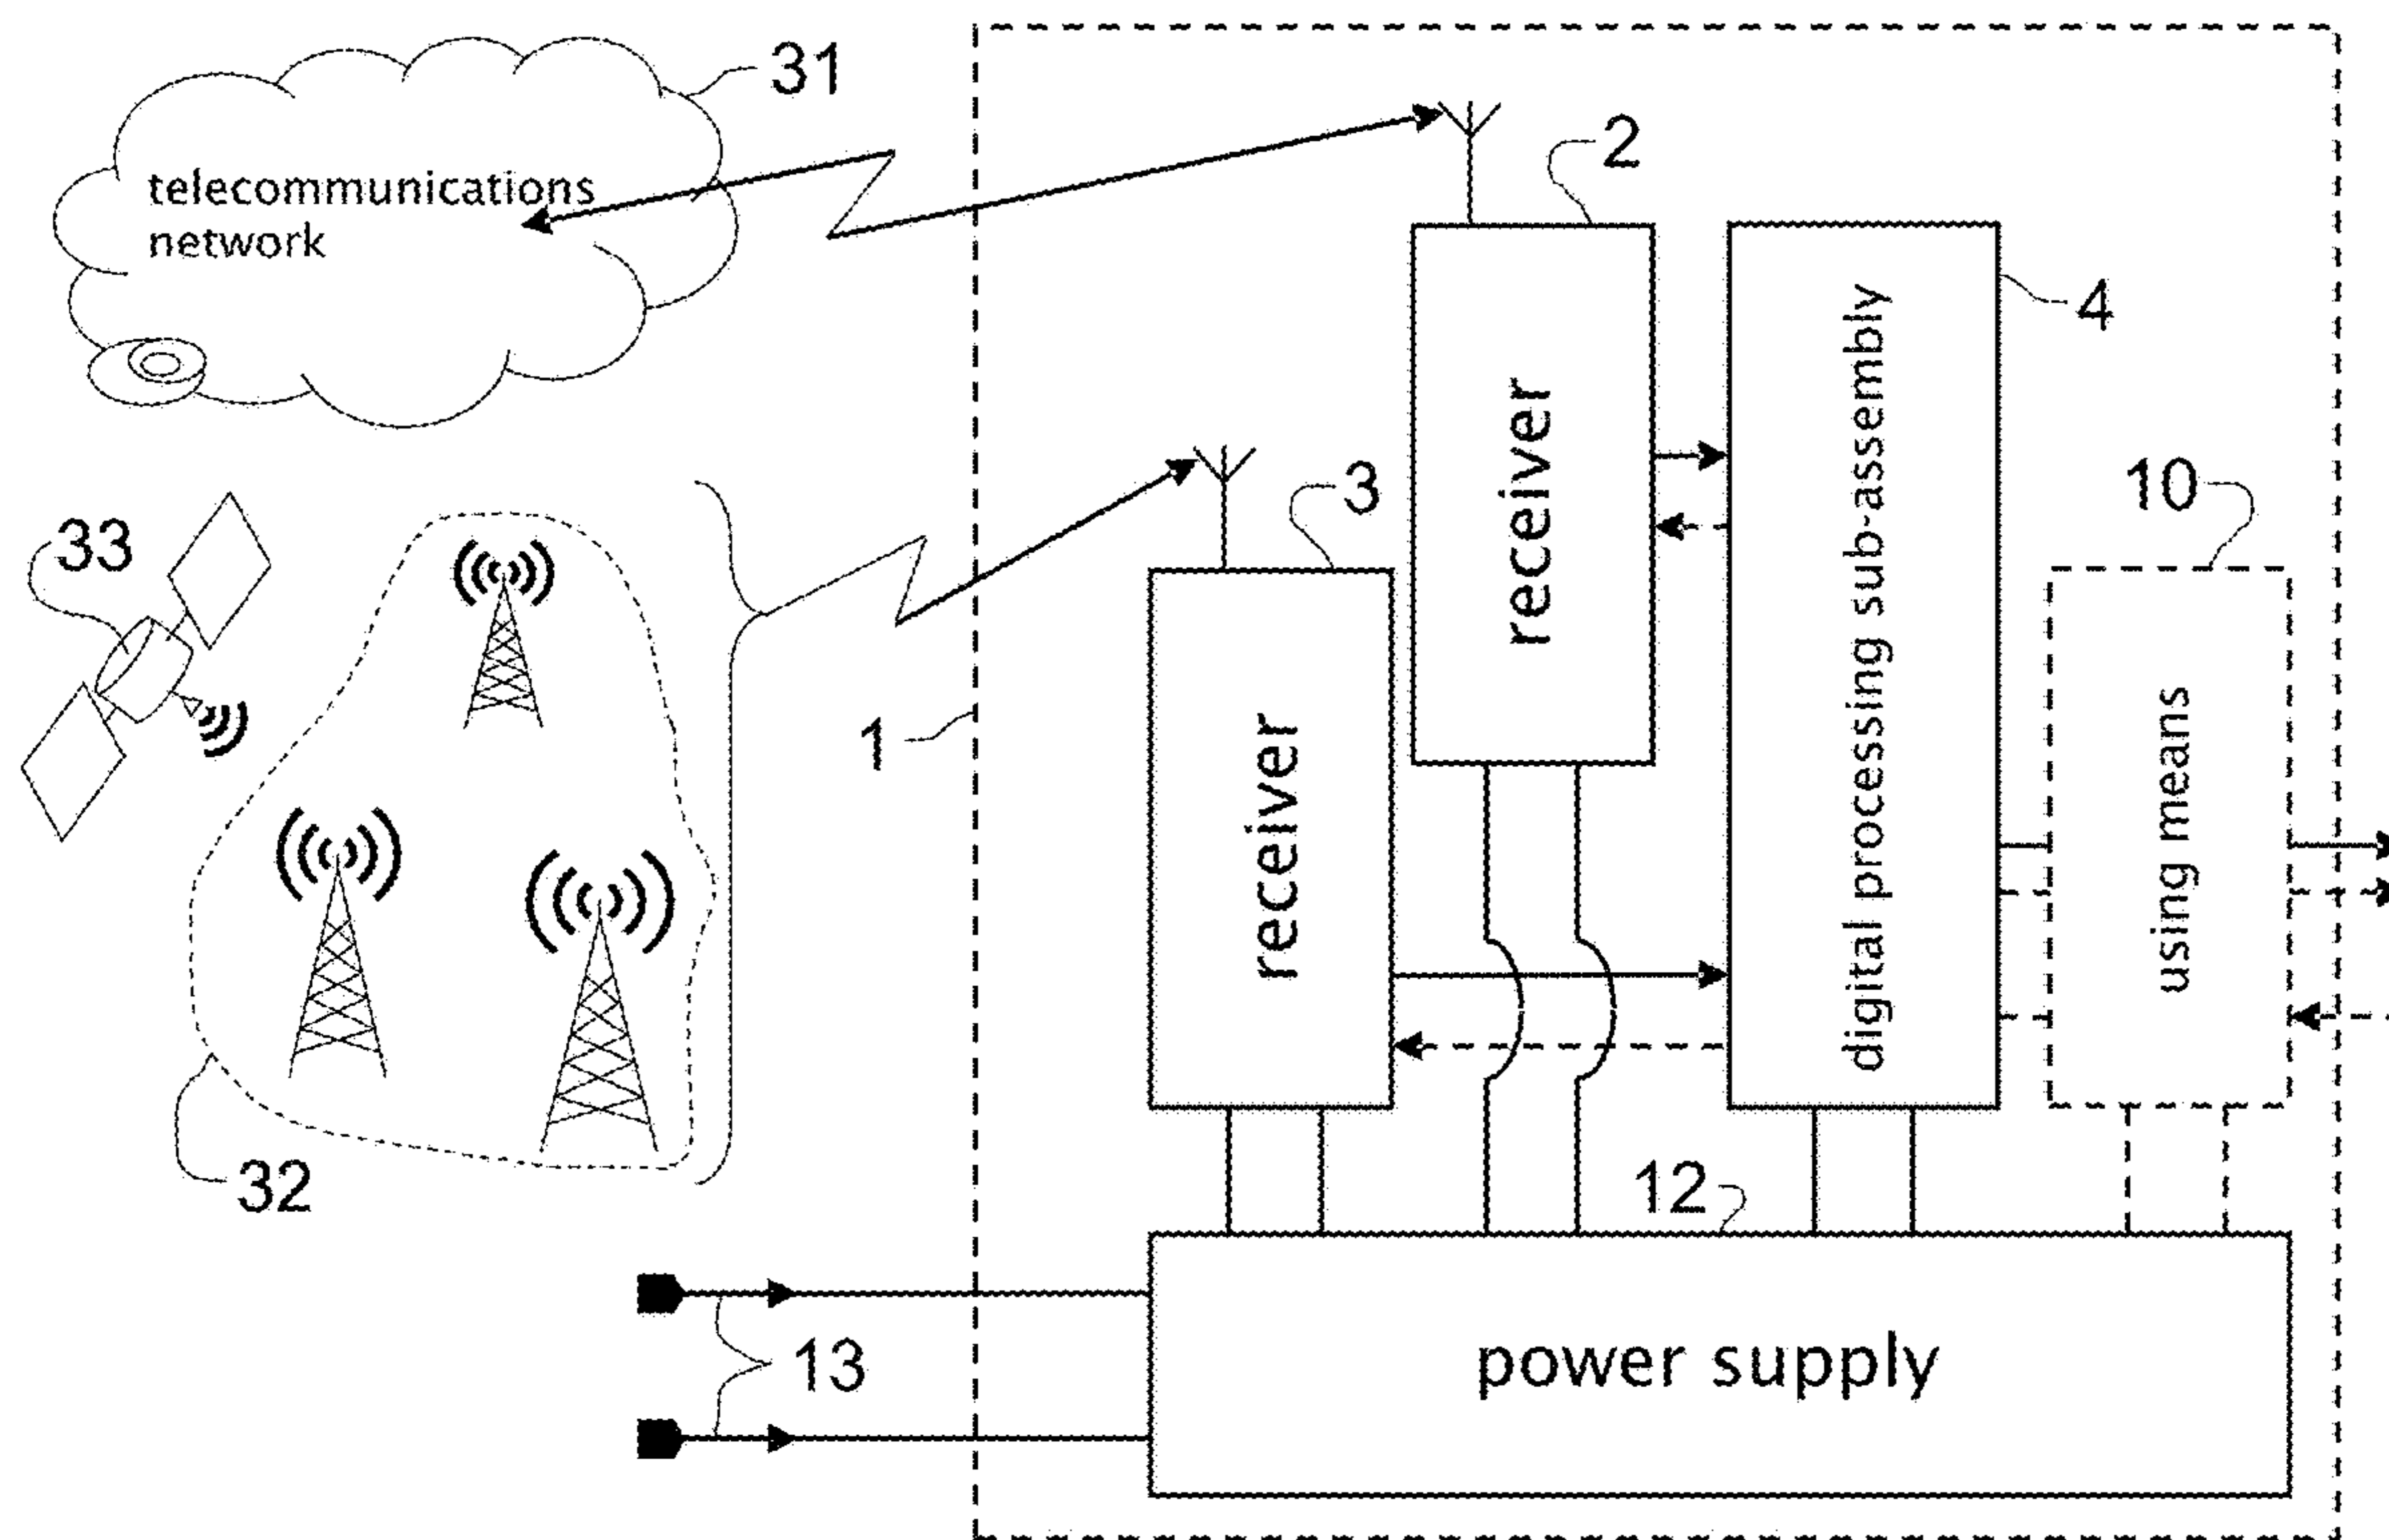 31
telecommunications
network
2
4
receiver
digital processing sub-assembly
3
10
33
receiver
using means
1
32
12
13
power supply